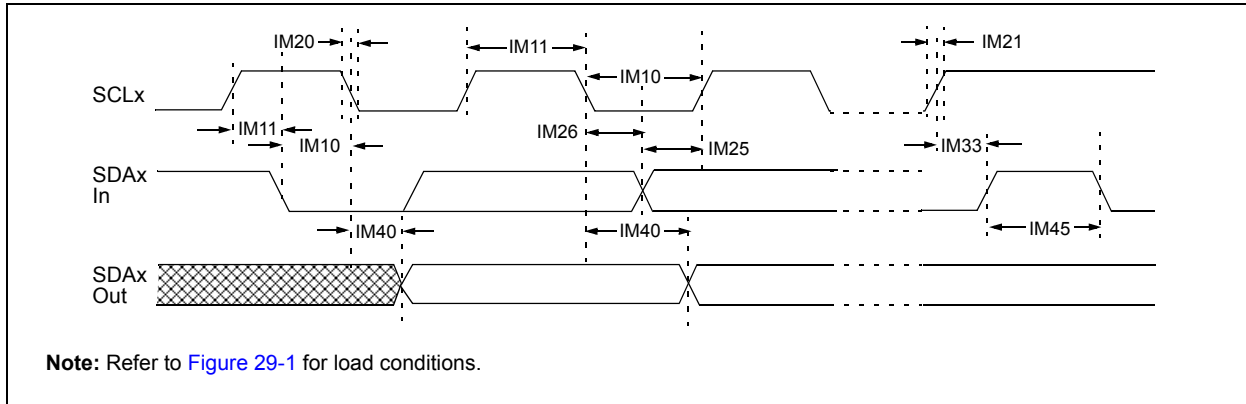 IM20
IM11
IM10
IM21
SCLx
IM11
IM10
IM26
IM25
IM33
SDAx
In
IM40
IM40
IM45
SDAx
Out
Note: Refer to Figure 29-1 for load conditions.